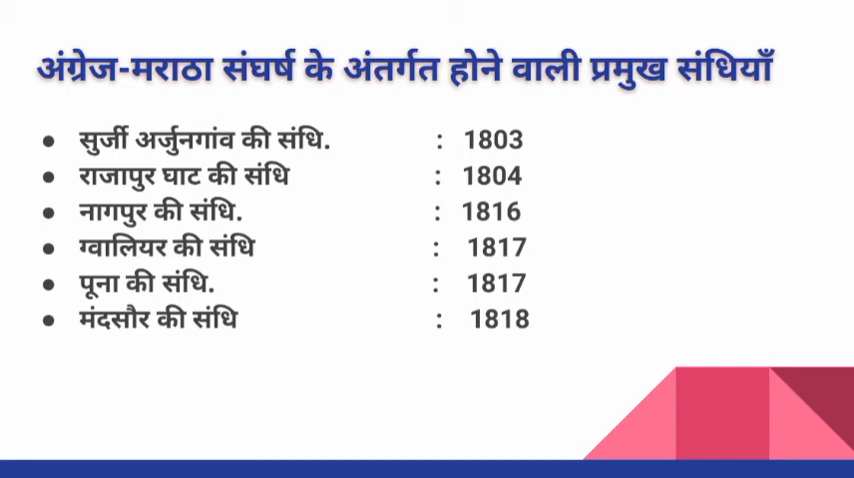 अंग्रेज-मराठा संघर्ष के अंतर्गत होने वाली प्रमुख संधियाँ
● सुर्जी अर्जुनगांव की संधि. : 1803
● राजापुर घाट की संधि : 1804
● नागपुर की संधि. : 1816
● ग्वालियर की संधि : 1817
● पूना की संधि. : 1817
● मंदसौर की संधि : 1818